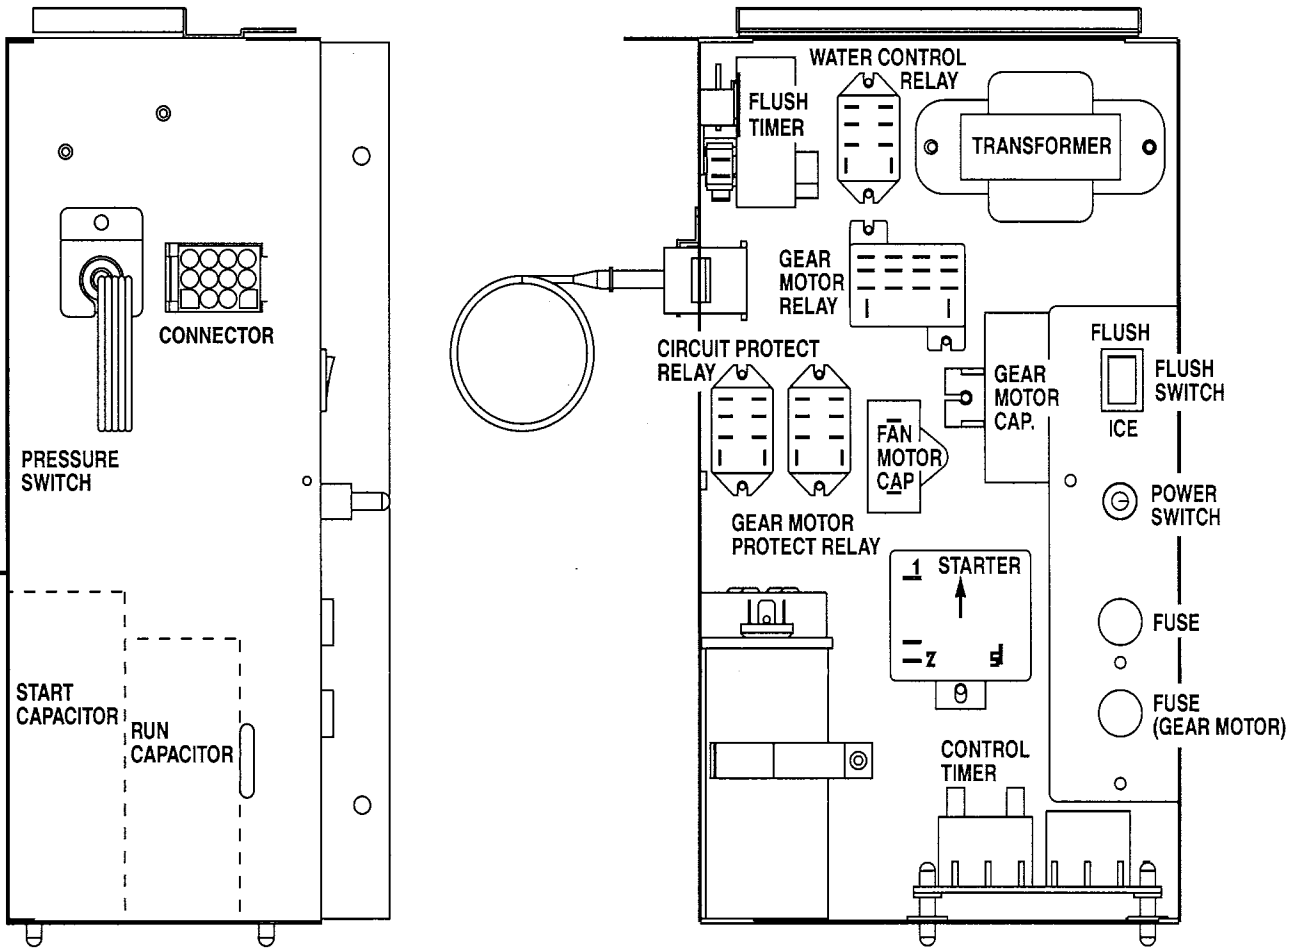 WATER CONTROL
RELAY
FLUSH
TIMER
TRANSFORMER
CONNECTOR
GEAR
MOTOR
RELAY
CIRCUIT PROTECT
RELAY
FLUSH
FLUSH
SWITCH
ICE
GEAR
MOTOR
CAP.
FAN
MOTOR
CAP
PRESSURE
SWITCH
POWER
SWITCH
GEAR MOTOR
PROTECT RELAY
1 STARTER
2 5
FUSE
START
CAPACITOR
RUN
CAPACITOR
FUSE
(GEAR MOTOR)
CONTROL
TIMER